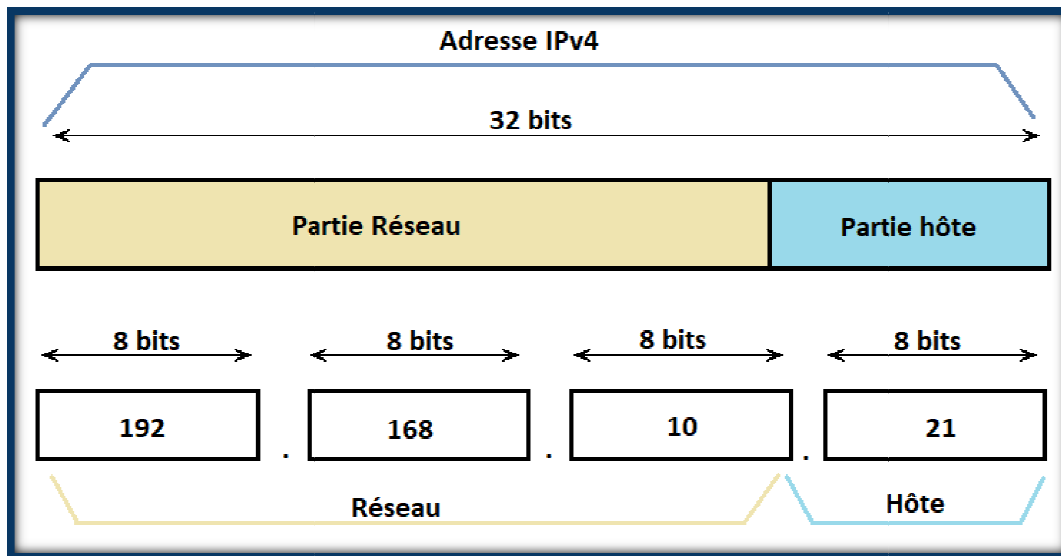 Adresse IPv4
32 bits
Partie Réseau
Partie hôte
8 bits
8 bits
8 bits
8 bits
192 . 168 . 10 . 21
Réseau
Hôte